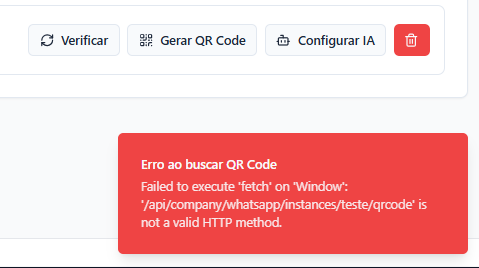 Verificar
Gerar QR Code
Configurar IA
Erro ao buscar QR Code
Failed to execute 'fetch' on 'Window':
'/api/company/whatsapp/instances/teste/qrcode' is
not a valid HTTP method.